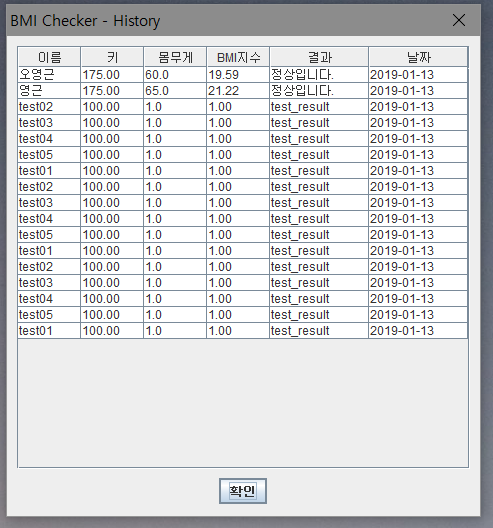 BMI Checker - History
이름 키 몸무게 BMI지수 결과 날짜
오영근 175.00 60.0 19.59 정상입니다. 2019-01-13
영근 175.00 65.0 21.22 정상입니다. 2019-01-13
test02 100.00 1.0 1.00 test_result 2019-01-13
test03 100.00 1.0 1.00 test_result 2019-01-13
test04 100.00 1.0 1.00 test_result 2019-01-13
test05 100.00 1.0 1.00 test_result 2019-01-13
test01 100.00 1.0 1.00 test_result 2019-01-13
test02 100.00 1.0 1.00 test_result 2019-01-13
test03 100.00 1.0 1.00 test_result 2019-01-13
test04 100.00 1.0 1.00 test_result 2019-01-13
test05 100.00 1.0 1.00 test_result 2019-01-13
test01 100.00 1.0 1.00 test_result 2019-01-13
test02 100.00 1.0 1.00 test_result 2019-01-13
test03 100.00 1.0 1.00 test_result 2019-01-13
test04 100.00 1.0 1.00 test_result 2019-01-13
test05 100.00 1.0 1.00 test_result 2019-01-13
test01 100.00 1.0 1.00 test_result 2019-01-13
확인